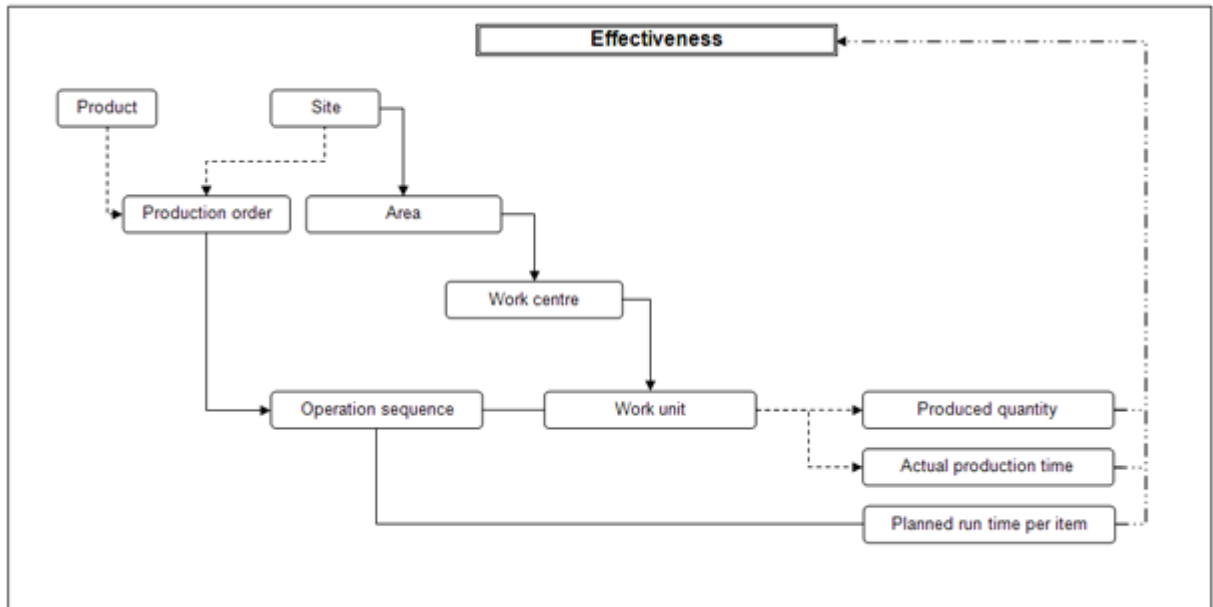 Effectiveness
Product
Site
Production order
Area
Work centre
Operation sequence
Work unit
Produced quantity
Actual production time
Planned run time per item